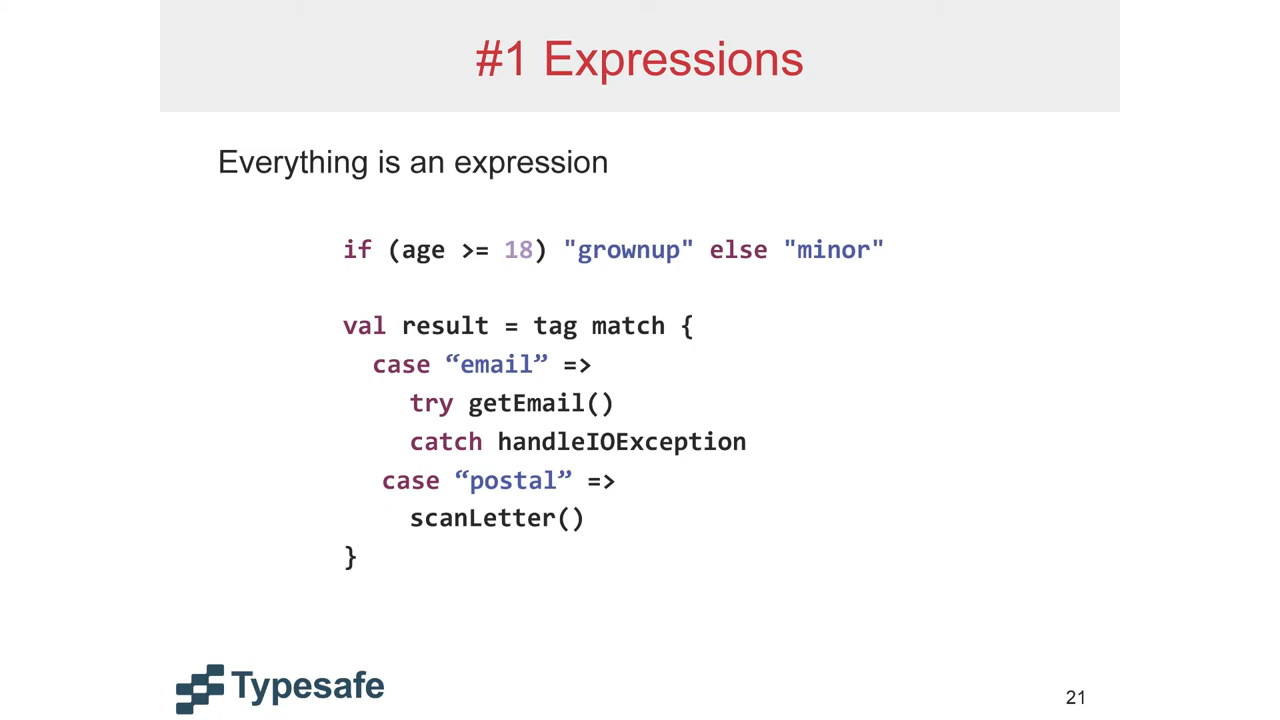 #1 Expressions
Everything is an expression
if (age >= 18) "grownup" else "minor"
val result = tag match {
case “email” =>
try getEmail()
catch handleIOException
case “postal” =>
scanLetter()
}
Typesafe
21